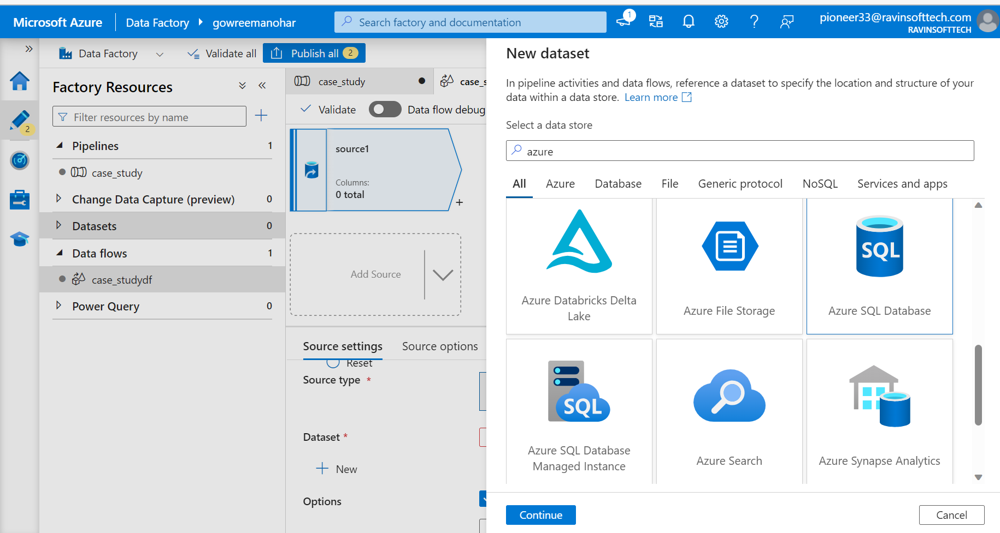 Microsoft Azure
Data Factory
gowreemanohar
Search factory and documentation
1
pioneer33@ravinsofttech.com
RAVINSOFTTECH
Data Factory
Validate all
Publish all 2
Factory Resources
Filter resources by name
2
Pipelines 1
case_study
Change Data Capture (preview) 0
Datasets 0
Data flows 1
case_studydf
Power Query 0
case_study
case_s
Validate
Data flow debug
source1
Columns:
0 total
+
Add Source
Source settings
Source options
Reset
Source type *
Dataset *
New
Options
New dataset
In pipeline activities and data flows, reference a dataset to specify the location and structure of your
data within a data store. Learn more
Select a data store
azure
All Azure Database File Generic protocol NoSQL Services and apps
SQL
Azure Databricks Delta
Lake
Azure File Storage
Azure SQL Database
SQL
Azure SQL Database
Managed Instance
Azure Search
Azure Synapse Analytics
Continue
Cancel